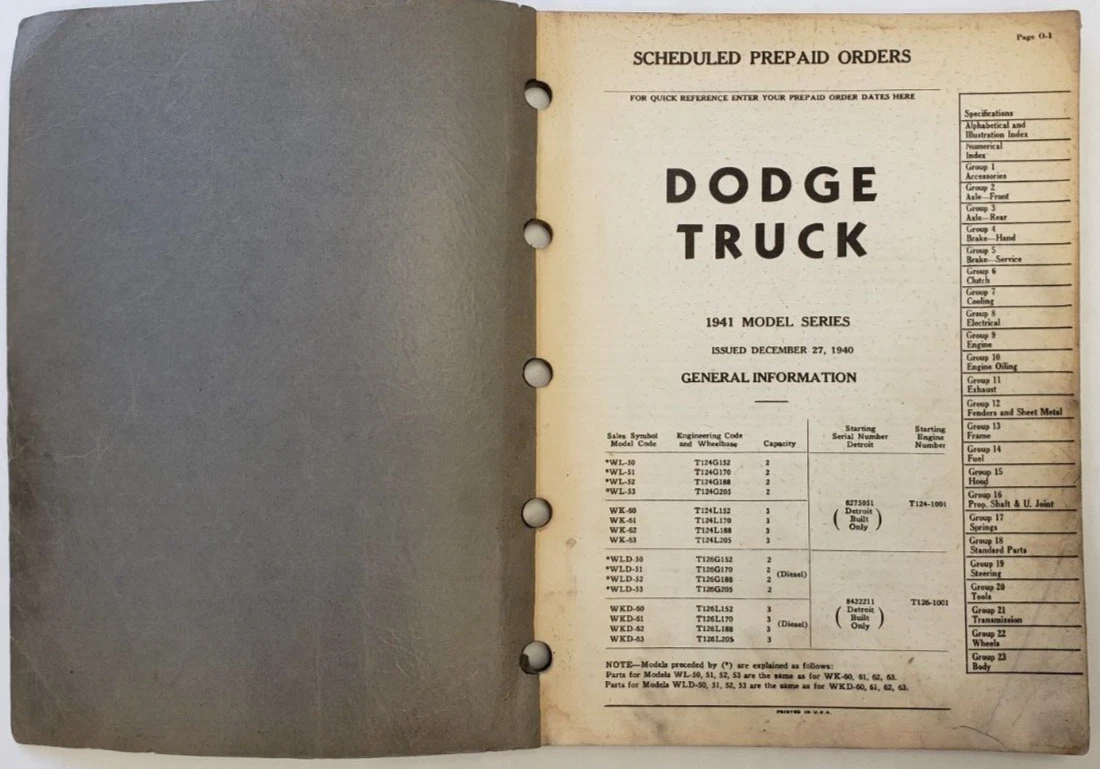 Page O-1
SCHEDULED PREPAID ORDERS
FOR QUICK REFERENCE ENTER YOUR PREPAID ORDER DATES HERE
DODGE
TRUCK
1941 MODEL SERIES
ISSUED DECEMBER 27, 1940
GENERAL INFORMATION
Sales Symbol Model Code Engineering Code and Wheelbase Capacity Starting Serial Number Detroit Starting Engine Number
*WL-50 T124G152 2
*WL-51 T124G170 2
*WL-52 T124G188 2
*WL-53 T124G205 2
WK-60 T124L152 3
WK-61 T124L170 3
WK-62 T124L188 3
WK-63 T124L205 3
8275051
(Detroit
Built
Only)
T124-1001
*WLD-50 T126G152 2
*WLD-51 T126G170 2
*WLD-52 T126G188 2
*WLD-53 T126G205 2
(Diesel)
WKD-60 T126L152 3
WKD-61 T126L170 3
WKD-62 T126L188 3
WKD-63 T126L205 3
(Diesel)
8422211
(Detroit
Built
Only)
T126-1001
NOTE—Models preceded by (*) are explained as follows:
Parts for Models WL-50, 51, 52, 53 are the same as for WK-60, 61, 62, 63.
Parts for Models WLD-50, 51, 52, 53 are the same as for WKD-60, 61, 62, 63.
PRINTED IN U.S.A.
Specifications
Alphabetical and
Illustration Index
Numerical
Index
Group 1
Accessories
Group 2
Axle—Front
Group 3
Axle—Rear
Group 4
Brake—Hand
Group 5
Brake—Service
Group 6
Clutch
Group 7
Cooling
Group 8
Electrical
Group 9
Engine
Group 10
Engine Oiling
Group 11
Exhaust
Group 12
Fenders and Sheet Metal
Group 13
Frame
Group 14
Fuel
Group 15
Hood
Group 16
Prop. Shaft & U. Joint
Group 17
Springs
Group 18
Standard Parts
Group 19
Steering
Group 20
Tools
Group 21
Transmission
Group 22
Wheels
Group 23
Body